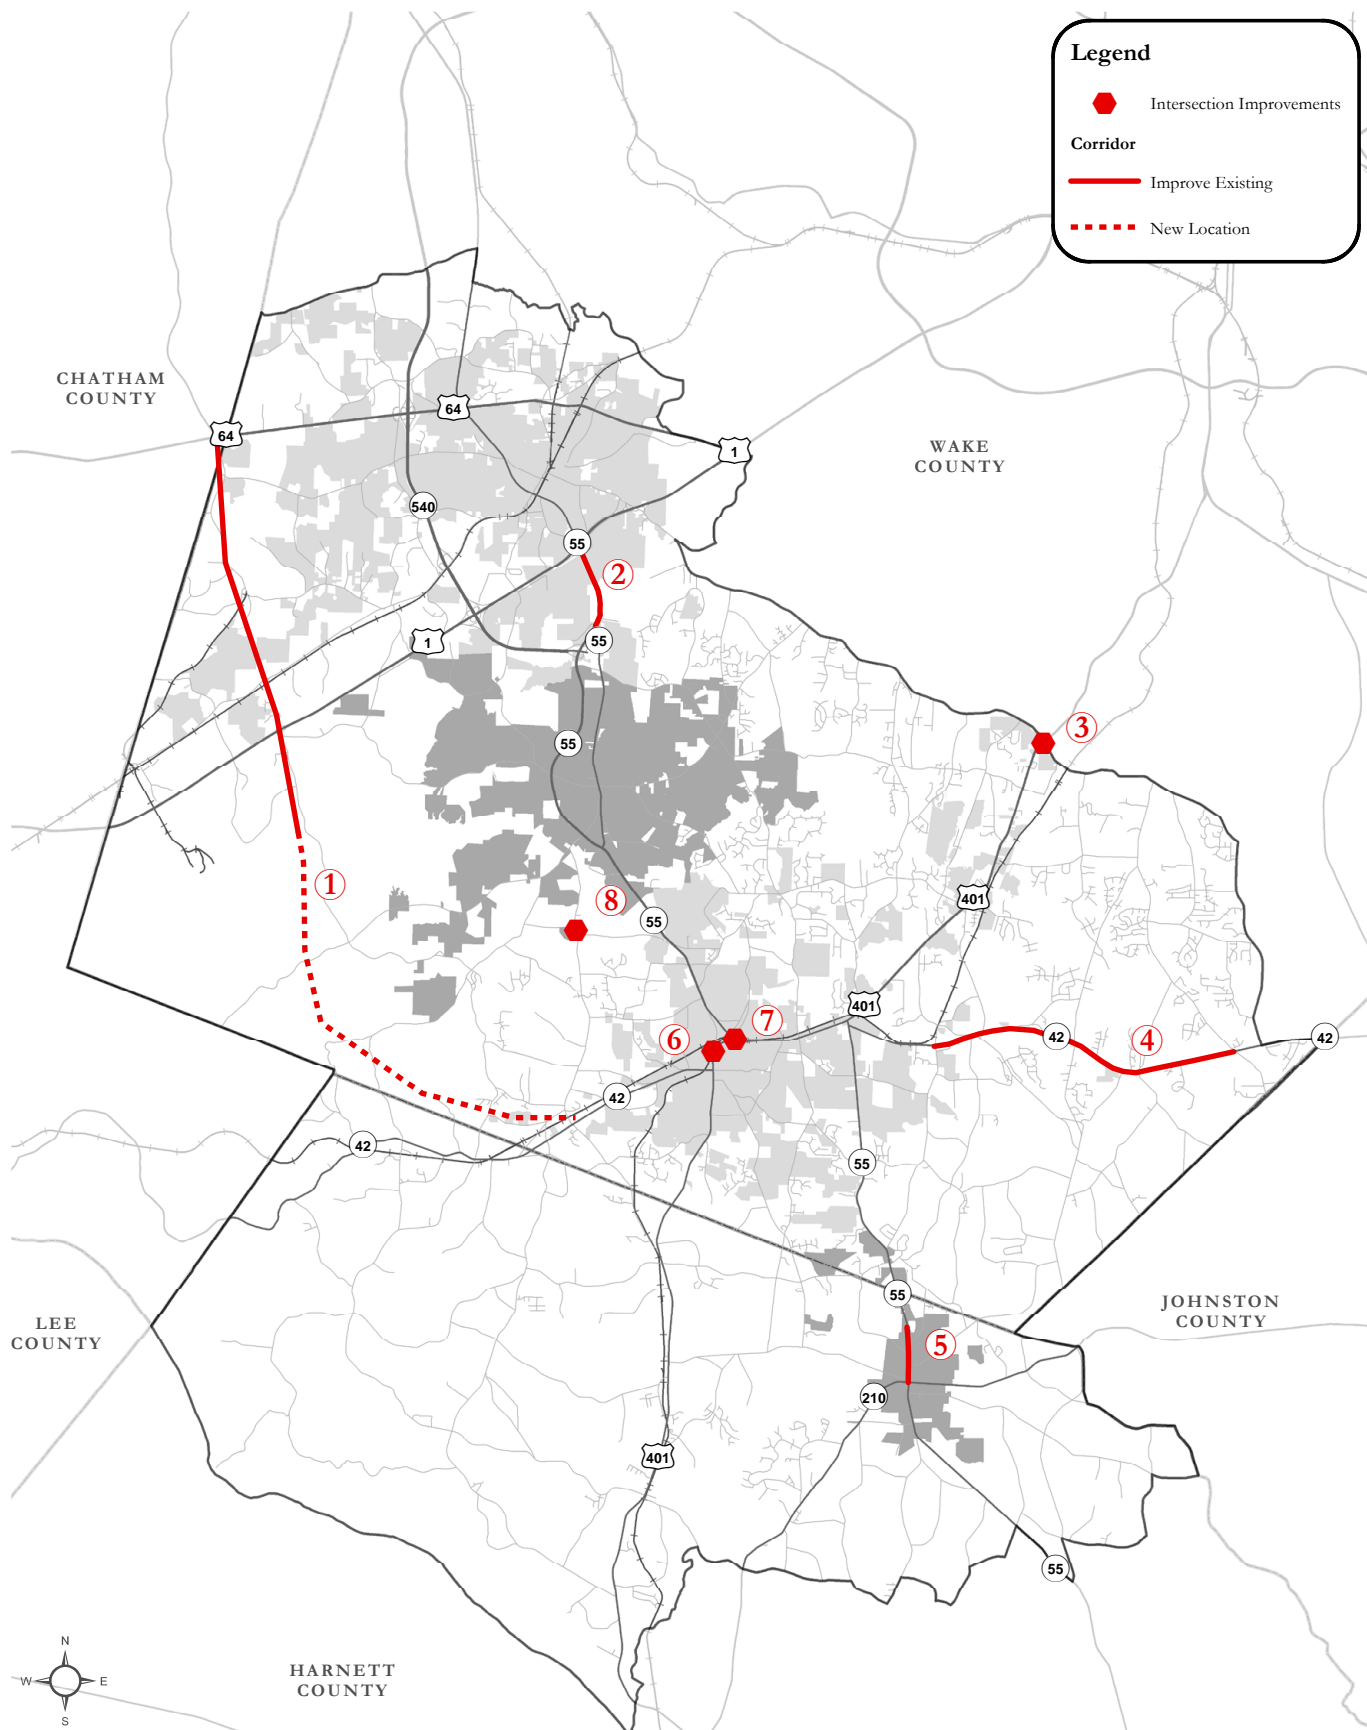 Legend
Intersection Improvements
Corridor
Improve Existing
New Location
CHATHAM
COUNTY
64
64
1
WAKE
COUNTY
540
55
2
55
1
55
3
1
8
401
55
401
7
6
42
4
42
42
42
55
55
JOHNSTON
COUNTY
LEE
COUNTY
5
210
401
55
N
W
E
S
HARNETT
COUNTY